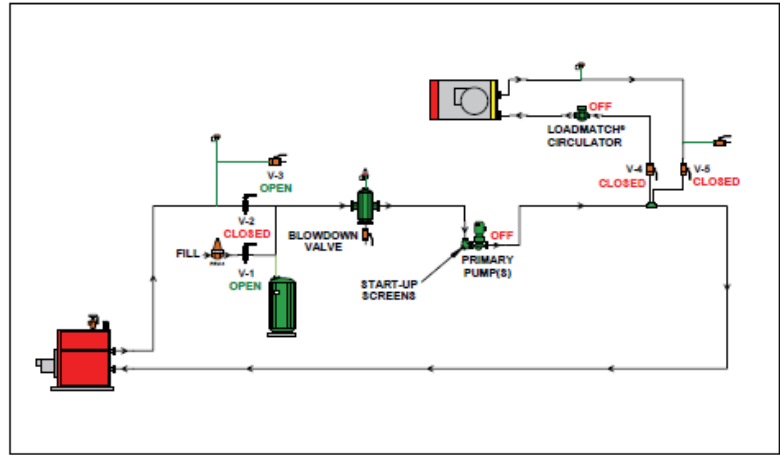 OFF
LOADMATCH®
CIRCULATOR
V-4
CLOSED
V-5
CLOSED
V-3
OPEN
V-2
CLOSED
FILL
V-1
OPEN
BLOWDOWN
VALVE
OFF
PRIMARY
PUMP(S)
START-UP
SCREENS